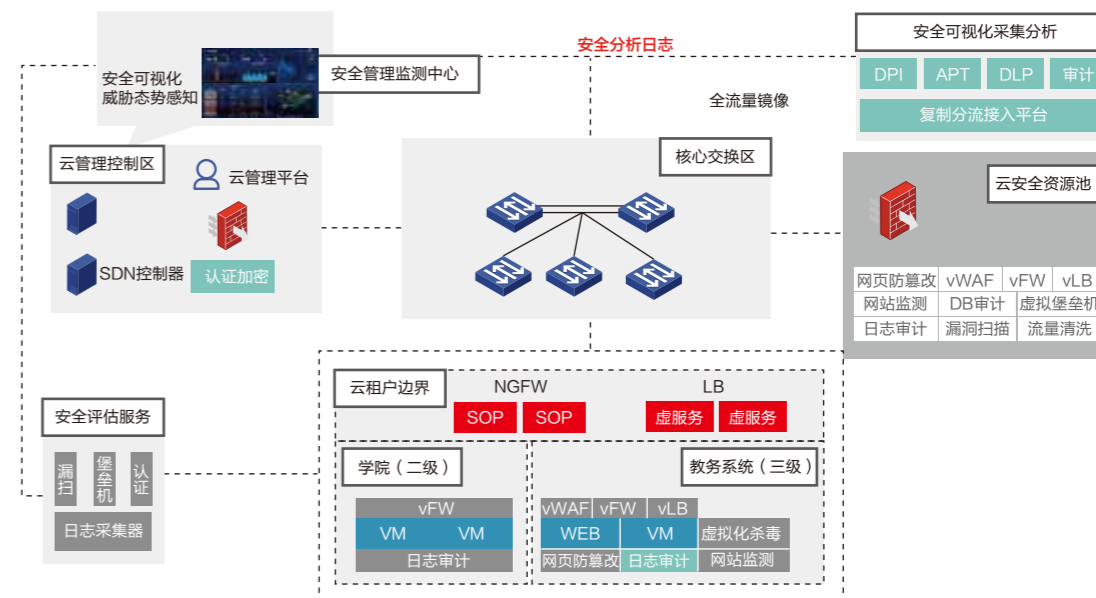 安全可视化
威胁态势感知
安全管理监测中心
安全分析日志
全流量镜像
安全可视化采集分析
DPI
APT
DLP
审计
复制分流接入平台
云管理控制区
云管理平台
SDN控制器
认证加密
核心交换区
云安全资源池
网页防篡改
vWAF
vFW
vLB
网站监测
DB审计
虚拟堡垒机
日志审计
漏洞扫描
流量清洗
安全评估服务
漏扫
堡垒机
认证
日志采集器
云租户边界
NGFW
SOP
SOP
LB
虚服务
虚服务
学院（二级）
vFW
VM
VM
日志审计
教务系统（三级）
vWAF
vFW
vLB
WEB
VM
虚拟化杀毒
网页防篡改
日志审计
网站监测